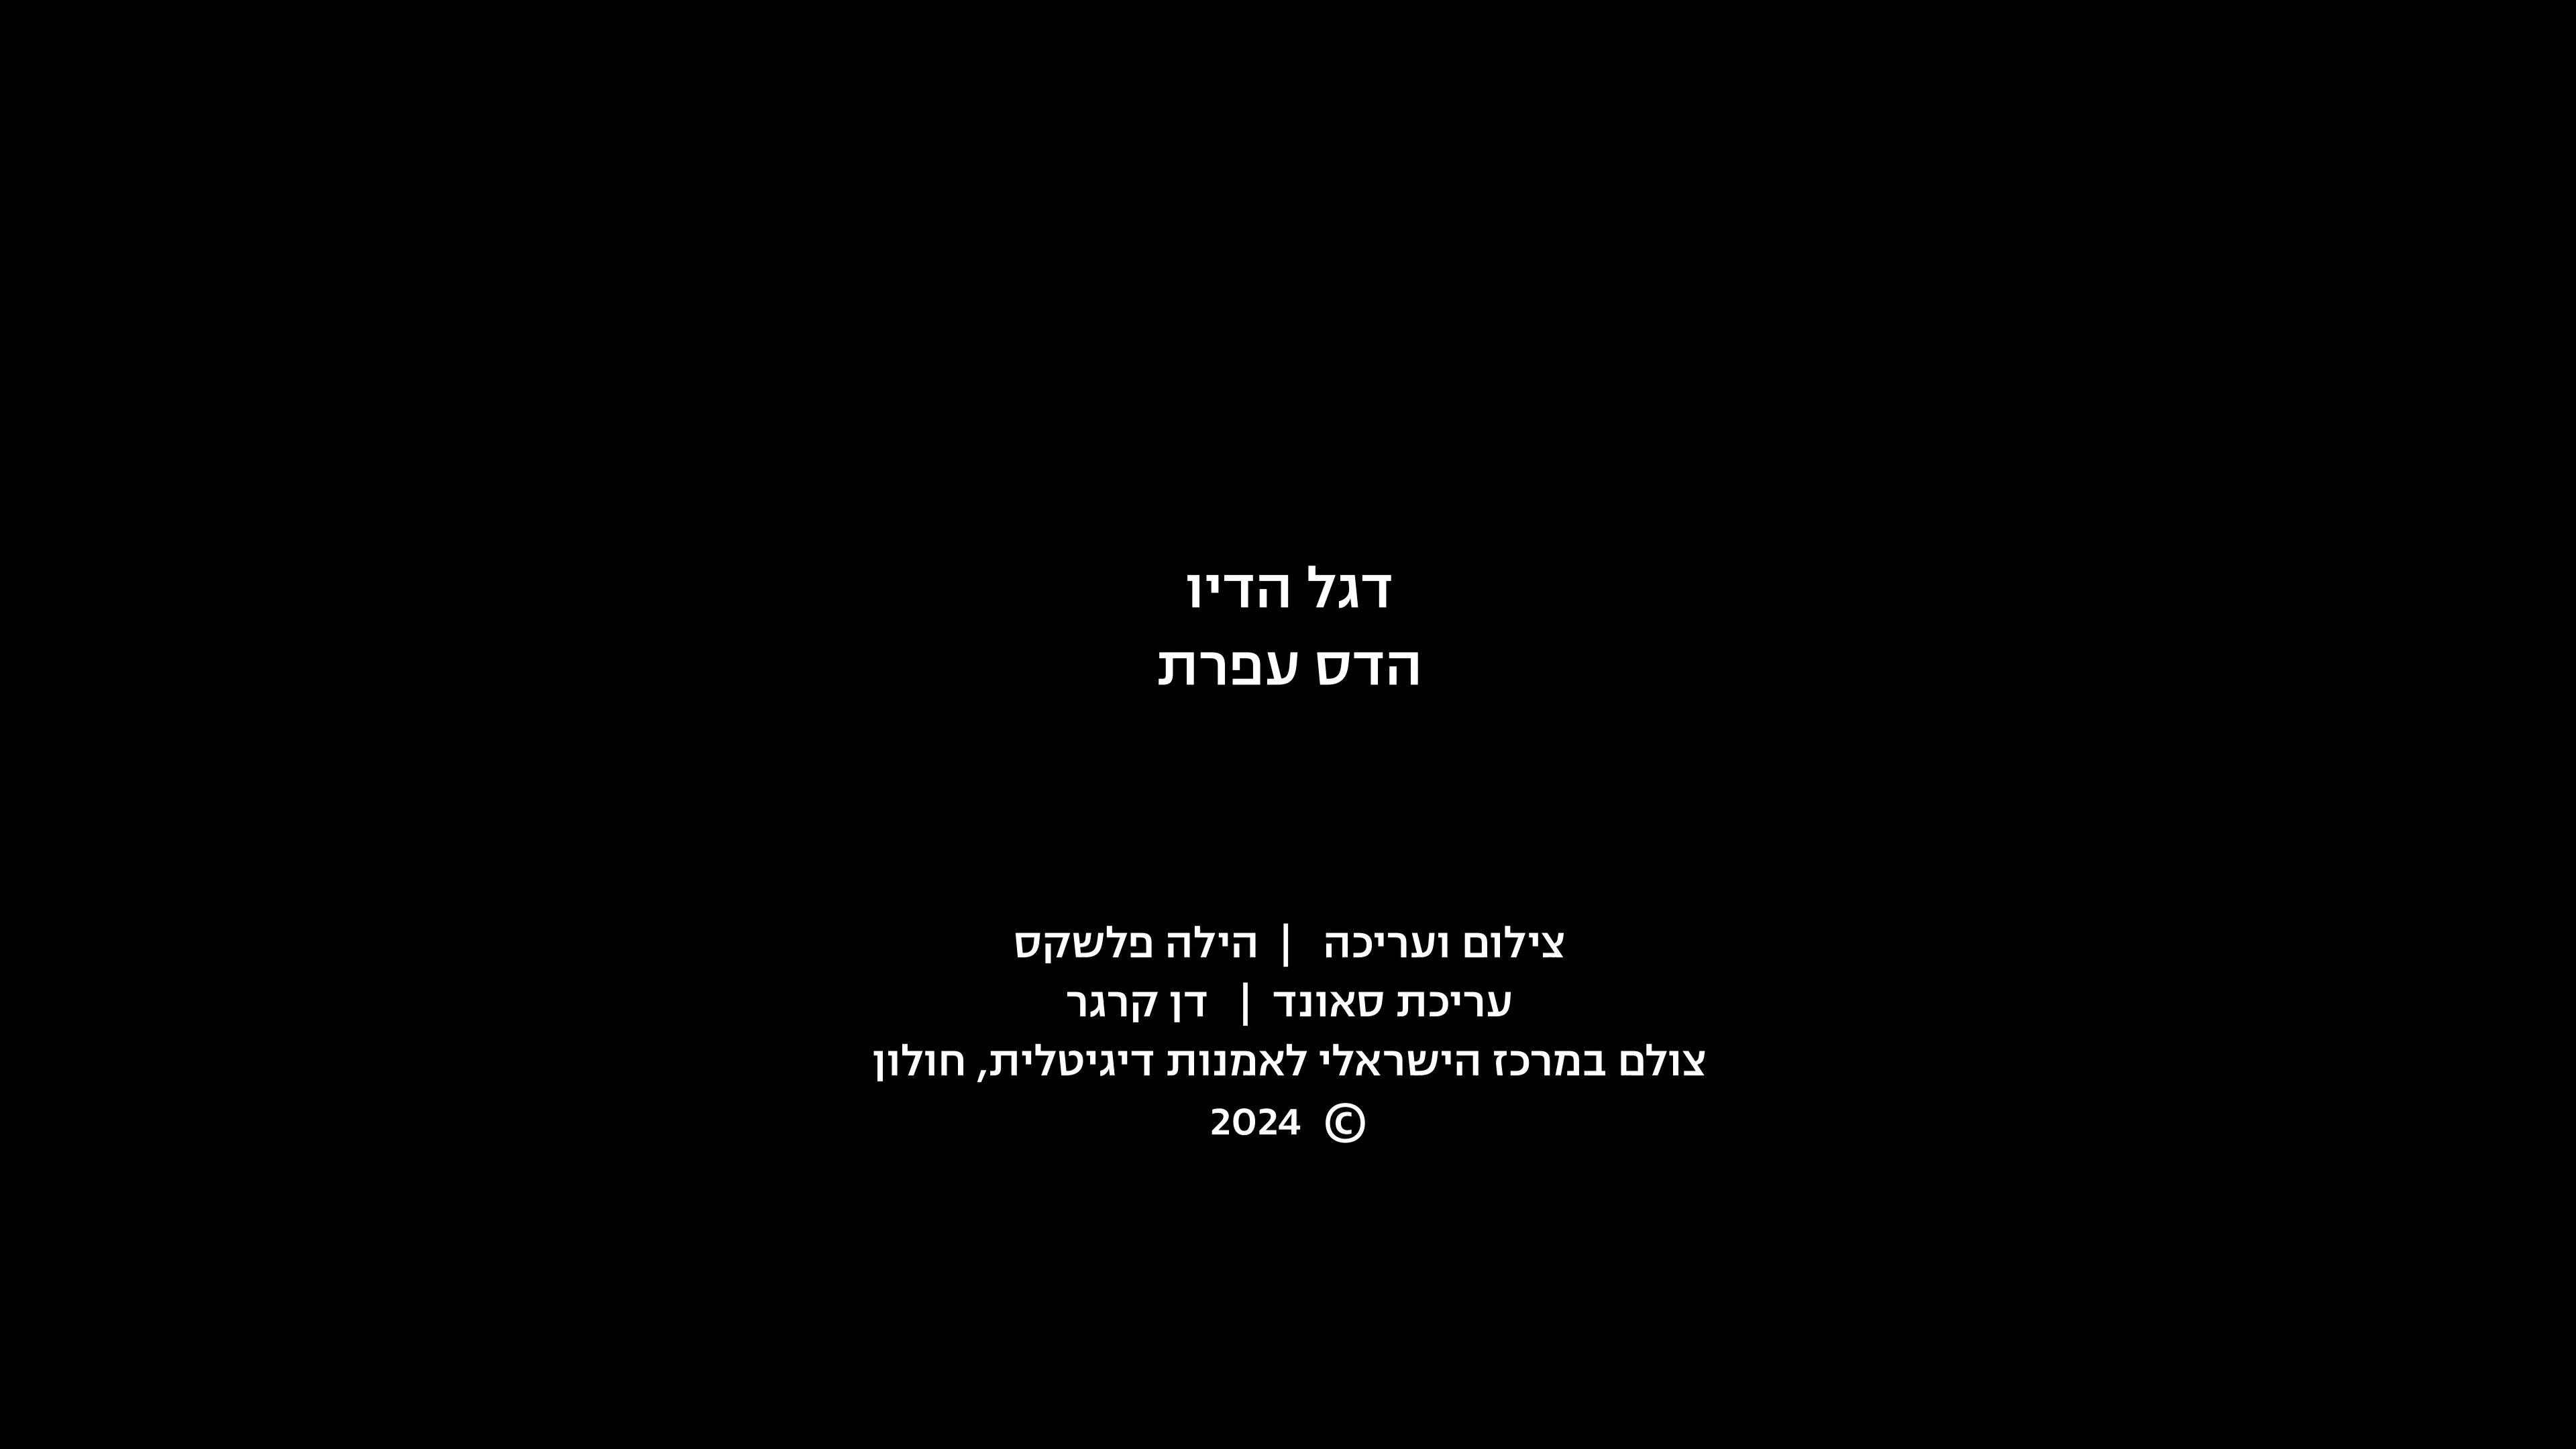 דגל הדיו
הדס עפרת
צילום ועריכה | הילה פלשקס
עריכת סאונד | דן קרגר
צולם במרכז הישראלי לאמנות דיגיטלית, חולון
© 2024